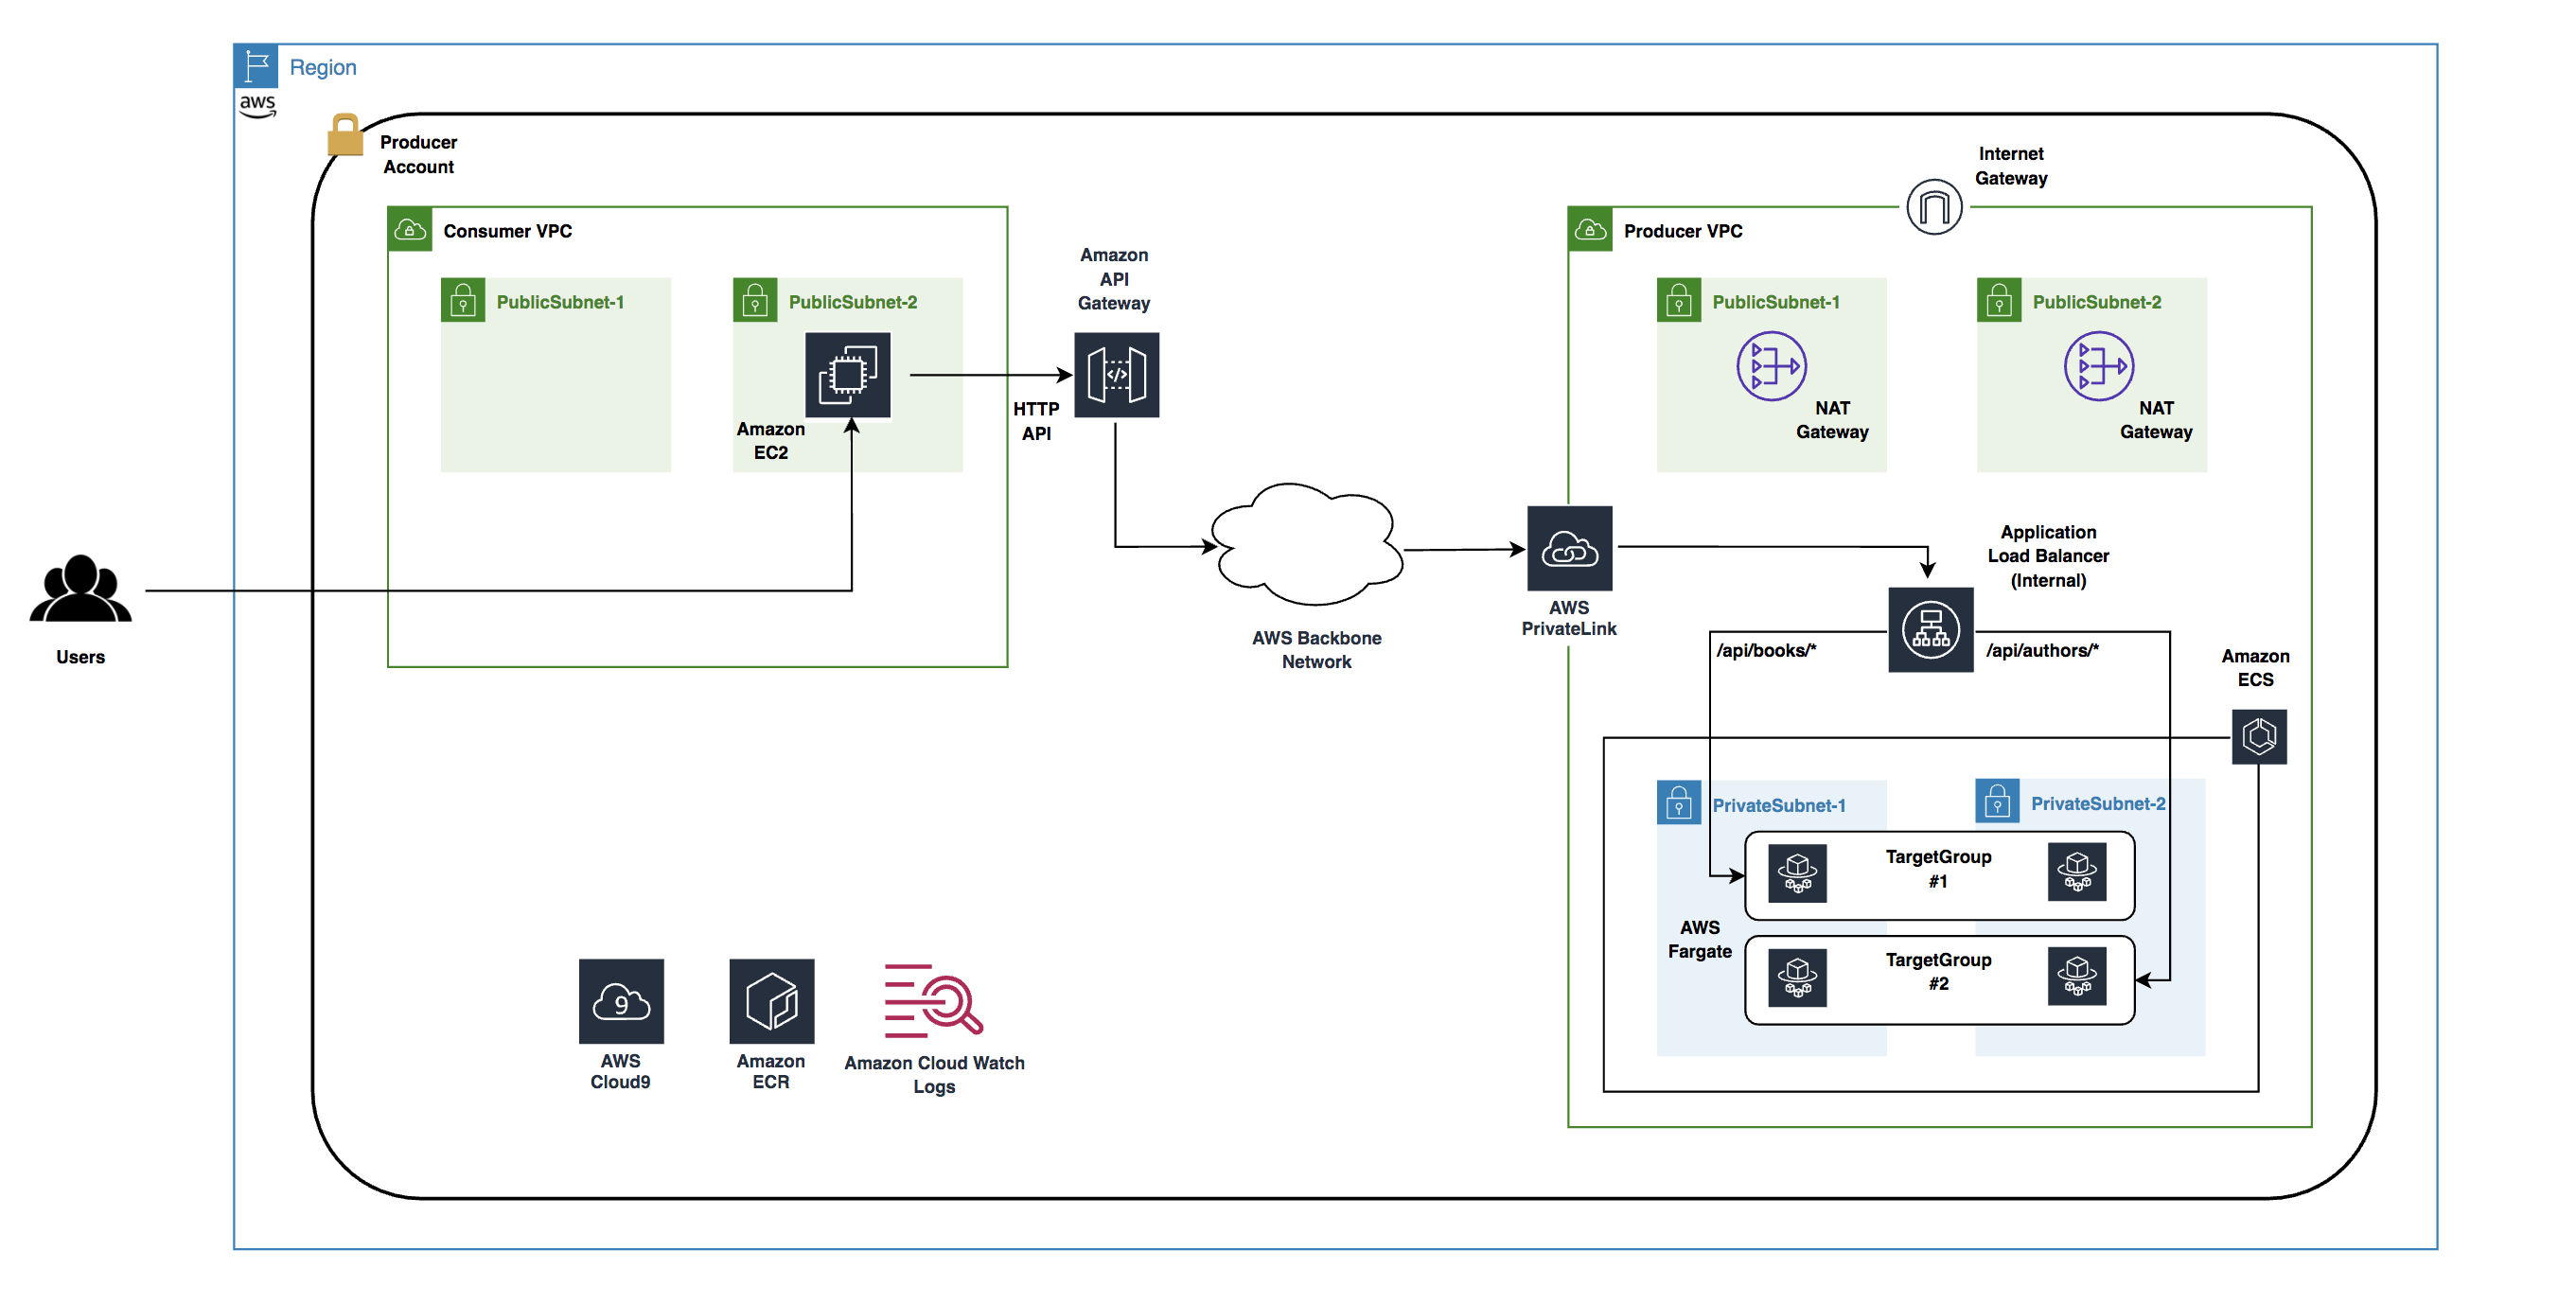 Region
aws
Producer
Account
Internet
Gateway
Consumer VPC
Producer VPC
Amazon
API
Gateway
PublicSubnet-1
PublicSubnet-2
PublicSubnet-1
PublicSubnet-2
</>
HTTP
API
Amazon
EC2
NAT
Gateway
NAT
Gateway
Application
Load Balancer
(Internal)
AWS
PrivateLink
AWS Backbone
Network
Users
/api/books/*
/api/authors/*
Amazon
ECS
PrivateSubnet-1
PrivateSubnet-2
TargetGroup
#1
AWS
Fargate
TargetGroup
#2
9
AWS
Cloud9
Amazon
ECR
Amazon Cloud Watch
Logs